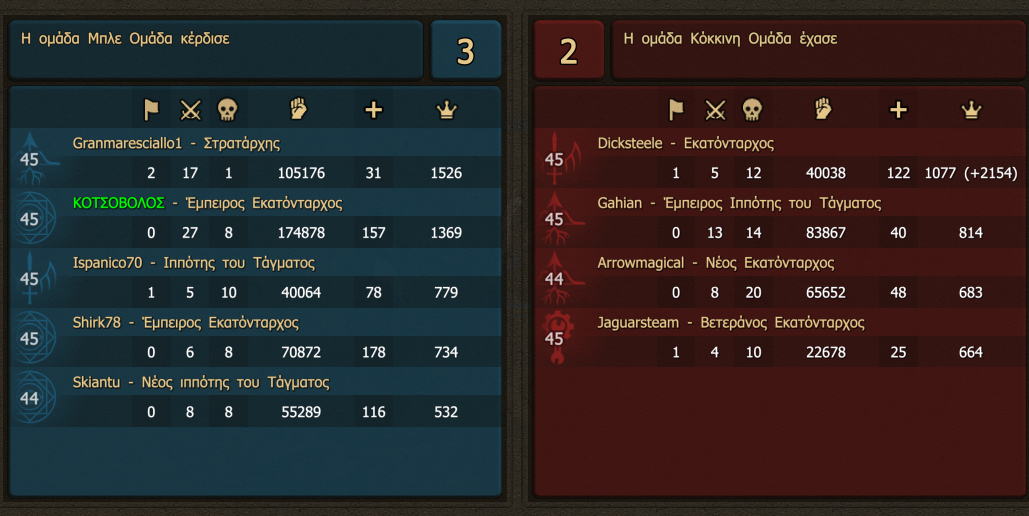 Η ομάδα Μπλε Ομάδα κέρδισε
3
45
Granmaresciallo1 - Στρατάρχης
2 17 1 105176 31 1526
45
ΚΟΤΣΟΒΟΛΟΣ - Έμπειρος Εκατόνταρχος
0 27 8 174878 157 1369
45
Ispanico70 - Ιππότης του Τάγματος
1 5 10 40064 78 779
45
Shirk78 - Έμπειρος Εκατόνταρχος
0 6 8 70872 178 734
44
Skiantu - Νέος ιππότης του Τάγματος
0 8 8 55289 116 532
2
Η ομάδα Κόκκινη Ομάδα έχασε
45
Dicksteele - Εκατόνταρχος
1 5 12 40038 122 1077 (+2154)
45
Gahian - Έμπειρος Ιππότης του Τάγματος
0 13 14 83867 40 814
44
Arrowmagical - Νέος Εκατόνταρχος
0 8 20 65652 48 683
45
Jaguarsteam - Βετεράνος Εκατόνταρχος
1 4 10 22678 25 664